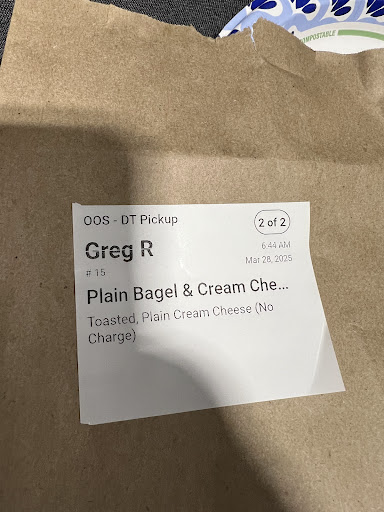 COMPOSTABLE
OOS - DT Pickup
2 of 2
Greg R
6:44 AM
# 15
Mar 28, 2025
Plain Bagel & Cream Che...
Toasted, Plain Cream Cheese (No
Charge)